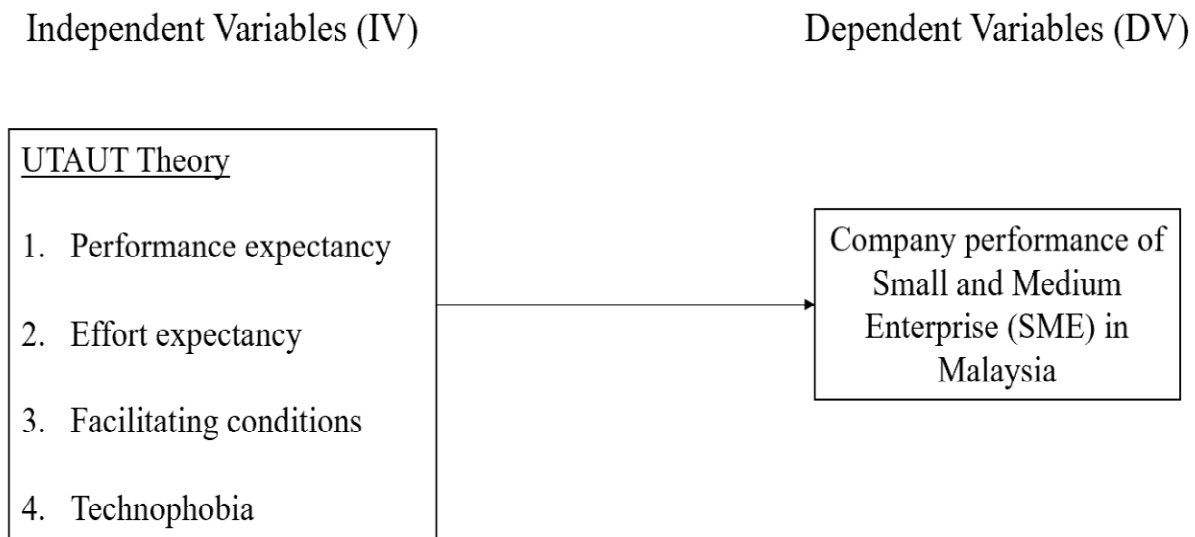 Independent Variables (IV)
Dependent Variables (DV)
UTAUT Theory
1. Performance expectancy
2. Effort expectancy
3. Facilitating conditions
4. Technophobia
Company performance of
Small and Medium
Enterprise (SME) in
Malaysia